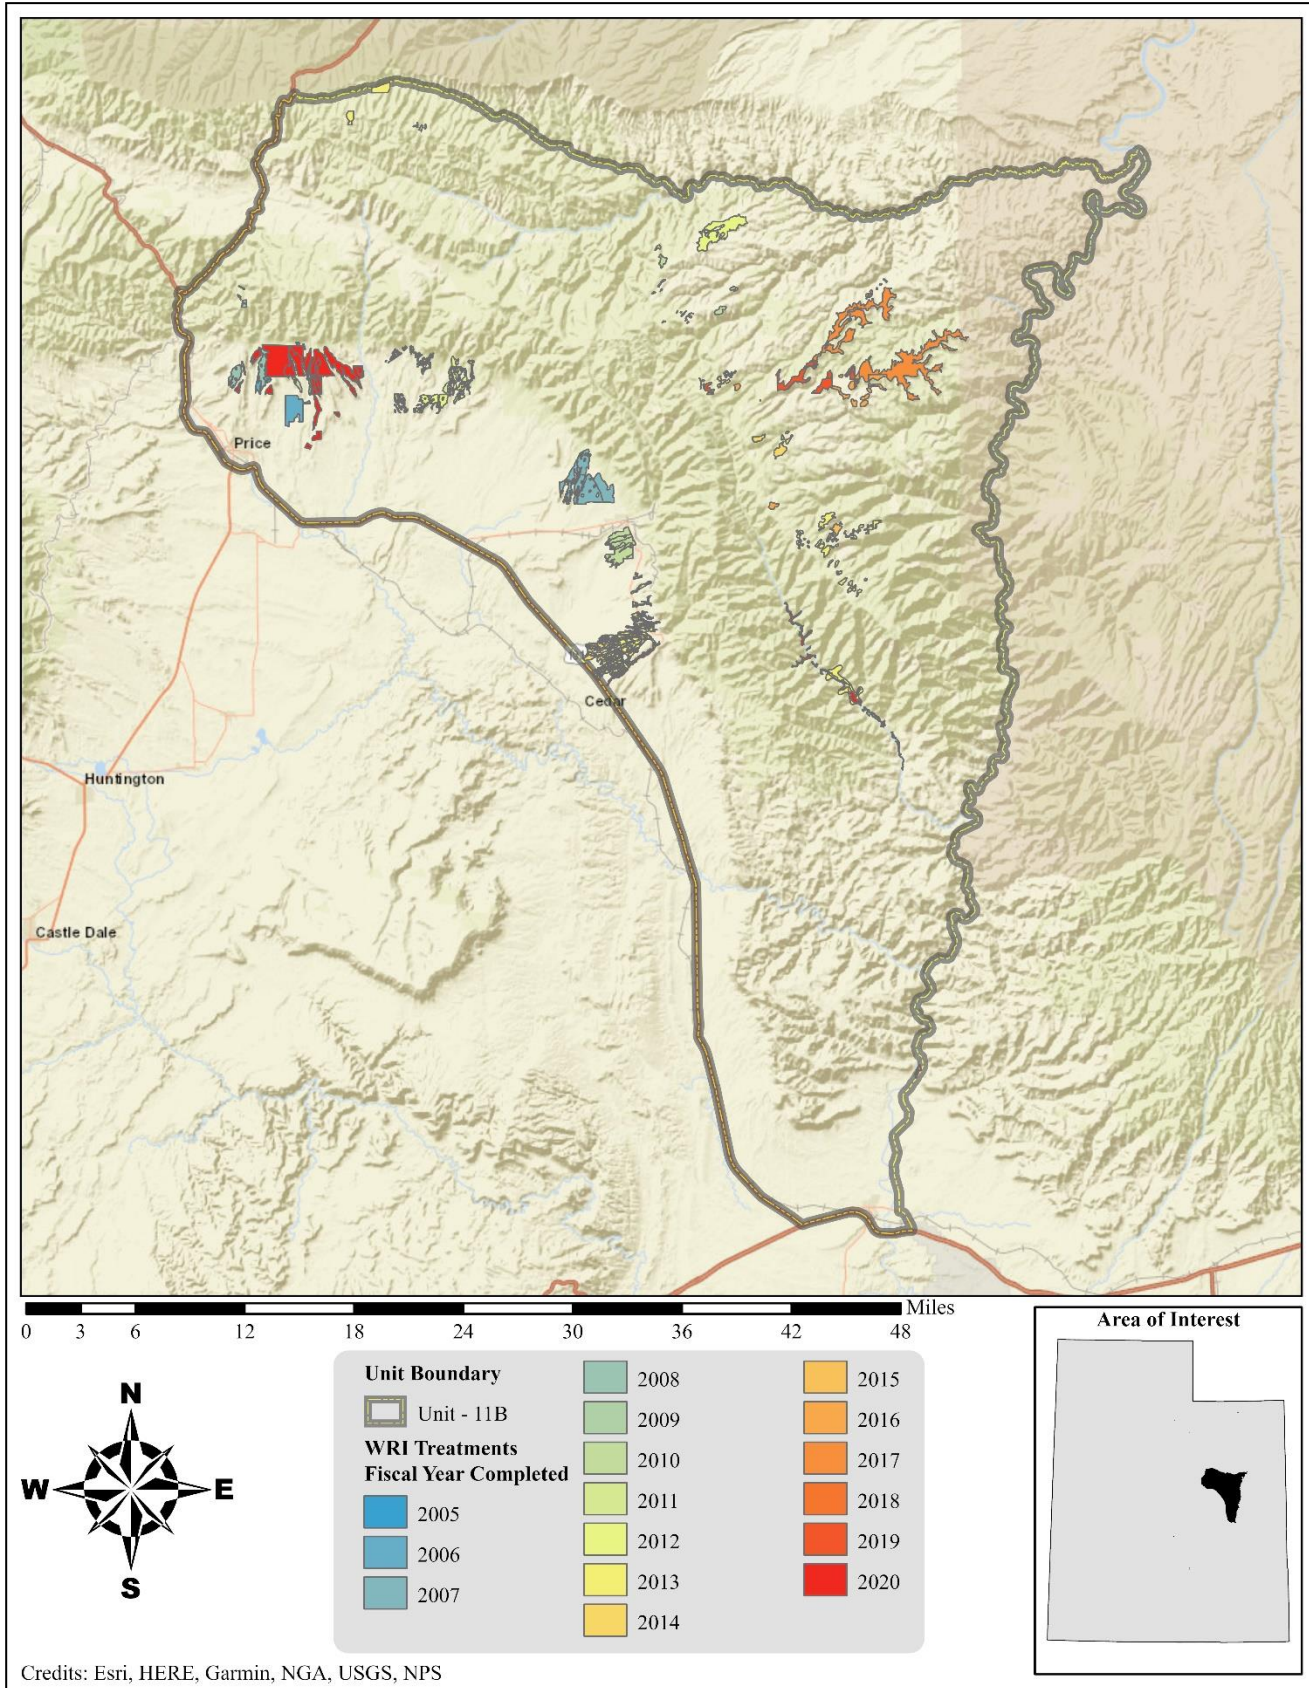 Price
Cedar
Huntington
Castle Dale
Miles
0 3 6 12 18 24 30 36 42 48
N
W E
S
Unit Boundary
Unit - 11B
WRI Treatments
Fiscal Year Completed
2005
2006
2007
2008
2009
2010
2011
2012
2013
2014
2015
2016
2017
2018
2019
2020
Area of Interest
Credits: Esri, HERE, Garmin, NGA, USGS, NPS